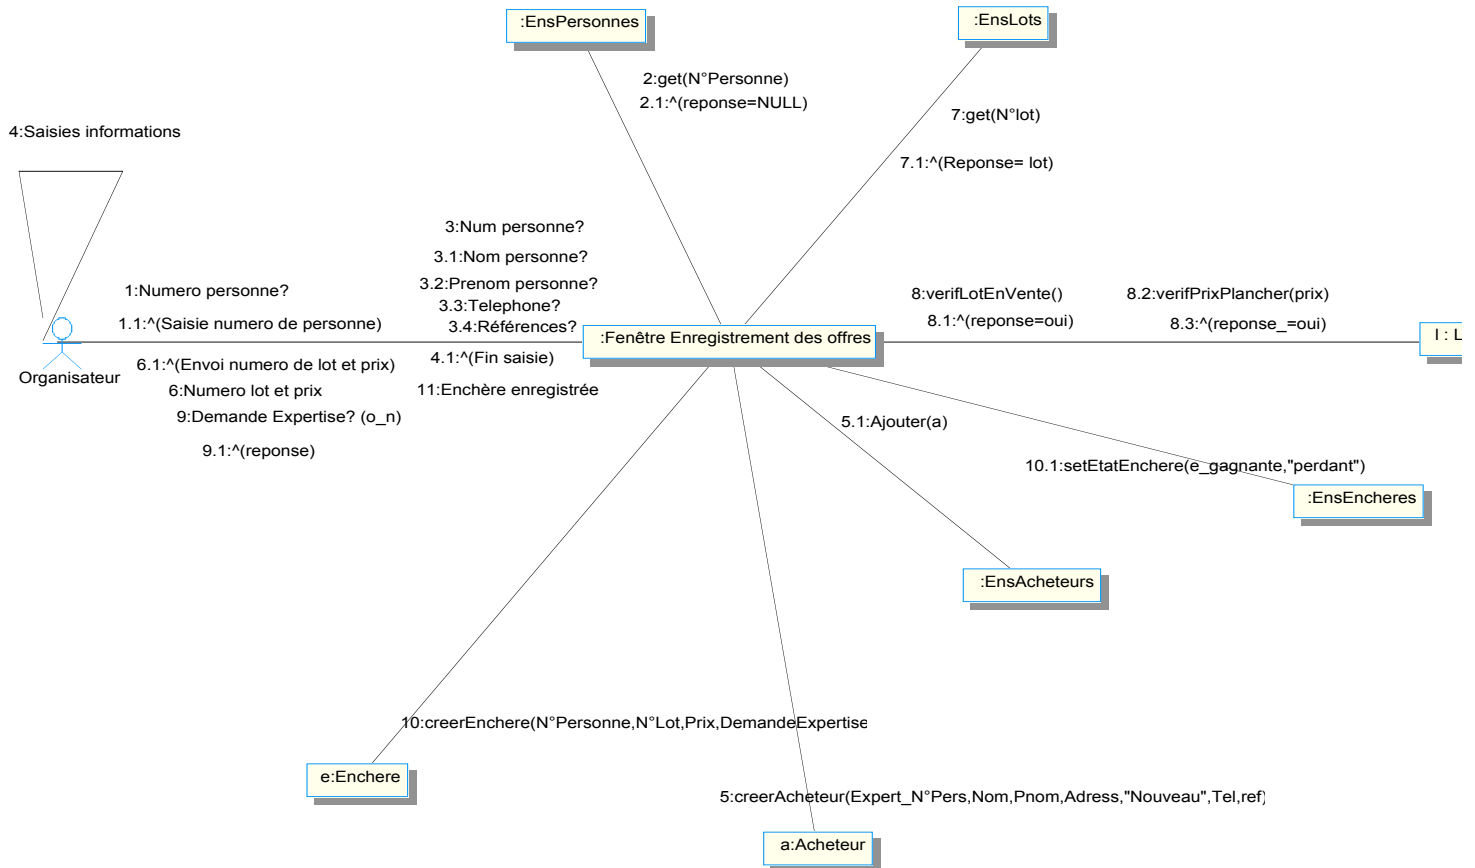 :EnsPersonnes
:EnsLots
2:get(N°Personne)
2.1:^(reponse=NULL)
7:get(N°lot)
7.1:^(Reponse= lot)
4:Saisies informations
3:Num personne?
3.1:Nom personne?
3.2:Prenom personne?
3.3:Telephone?
3.4:Références?
1:Numero personne?
1.1:^(Saisie numero de personne)
8:verifLotEnVente()
8.1:^(reponse=oui)
8.2:verifPrixPlancher(prix)
8.3:^(reponse_=oui)
:Fenêtre Enregistrement des offres
l : L
Organisateur
6.1:^(Envoi numero de lot et prix)
6:Numero lot et prix
9:Demande Expertise? (o_n)
9.1:^(reponse)
4.1:^(Fin saisie)
11:Enchère enregistrée
5.1:Ajouter(a)
10.1:setEtatEnchere(e_gagnante,"perdant")
:EnsEncheres
:EnsAcheteurs
10:creerEnchere(N°Personne,N°Lot,Prix,DemandeExpertise
e:Enchere
5:creerAcheteur(Expert_N°Pers,Nom,Pnom,Adress,"Nouveau",Tel,ref)
a:Acheteur